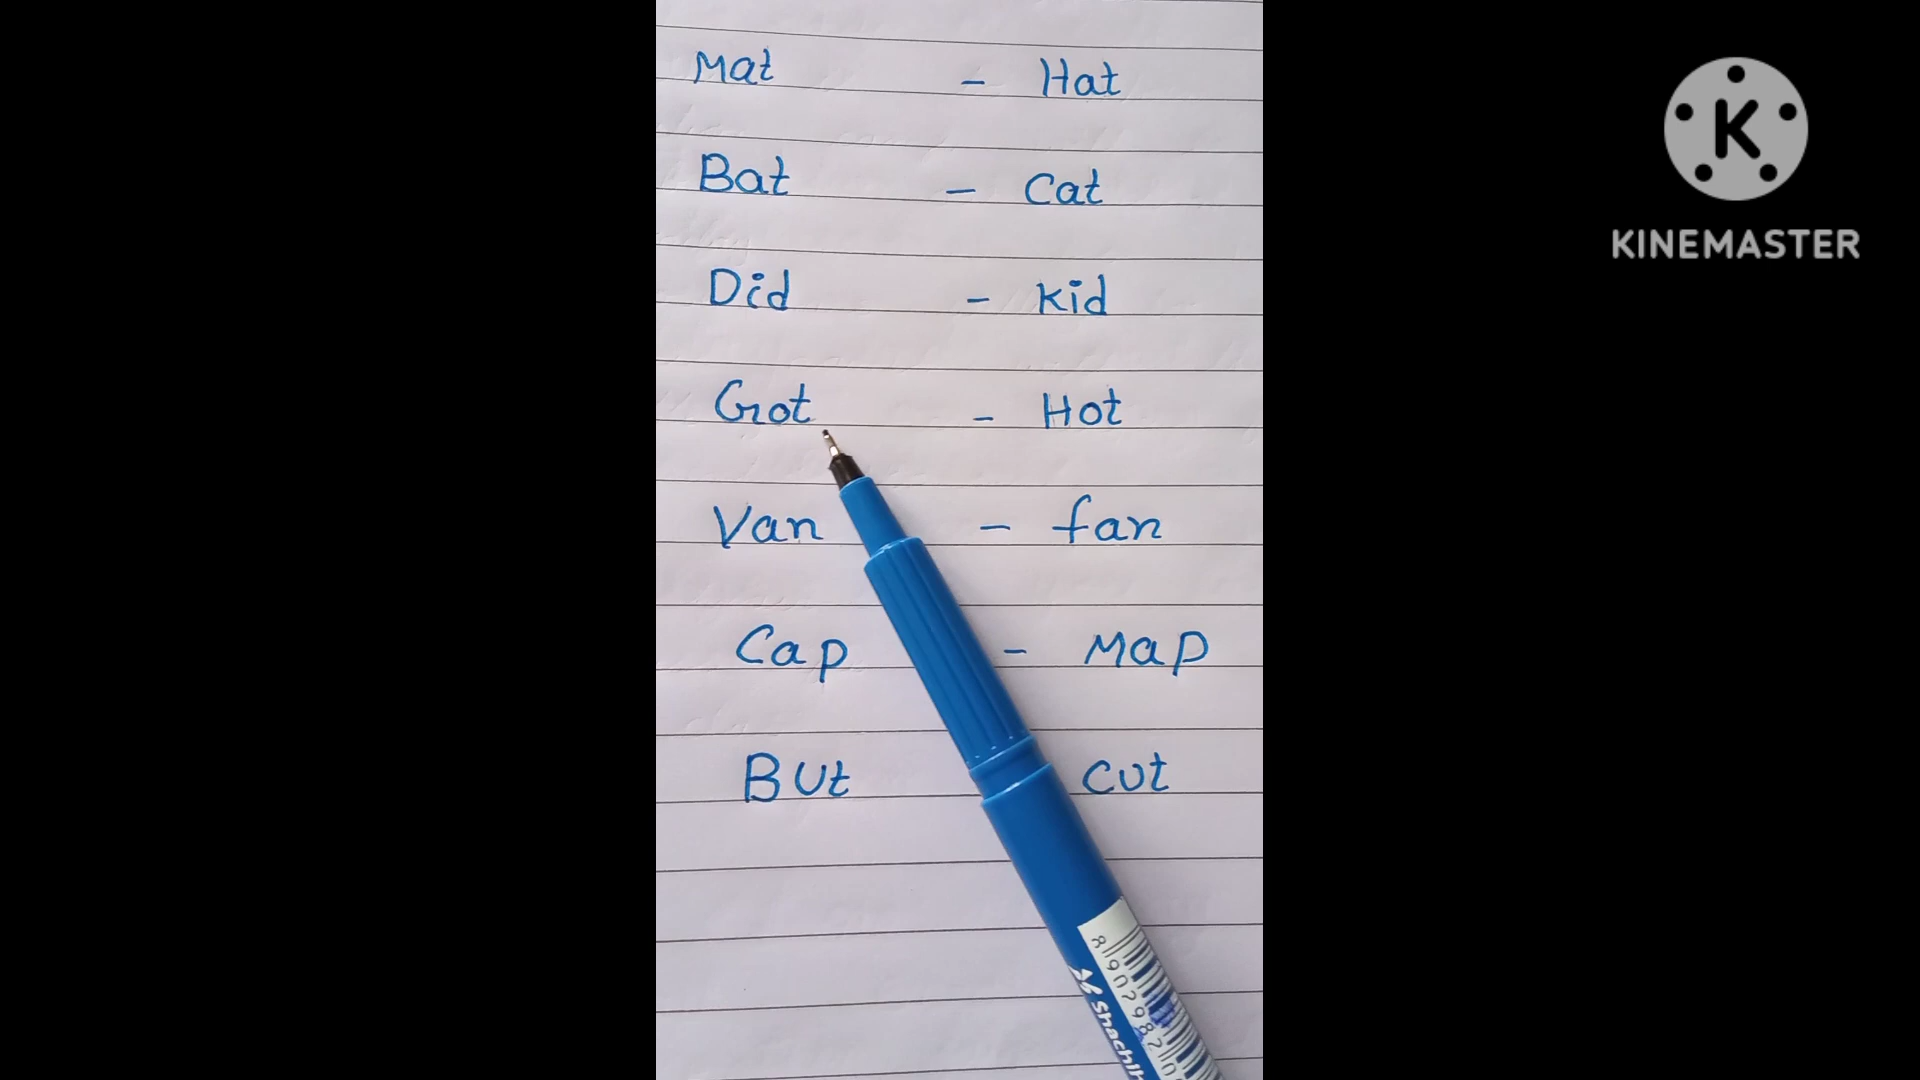 Mat - Hat
KINEMASTER
Bat - Cat
Did - Kid
Got - Hot
Van - fan
Cap - Map
But cut